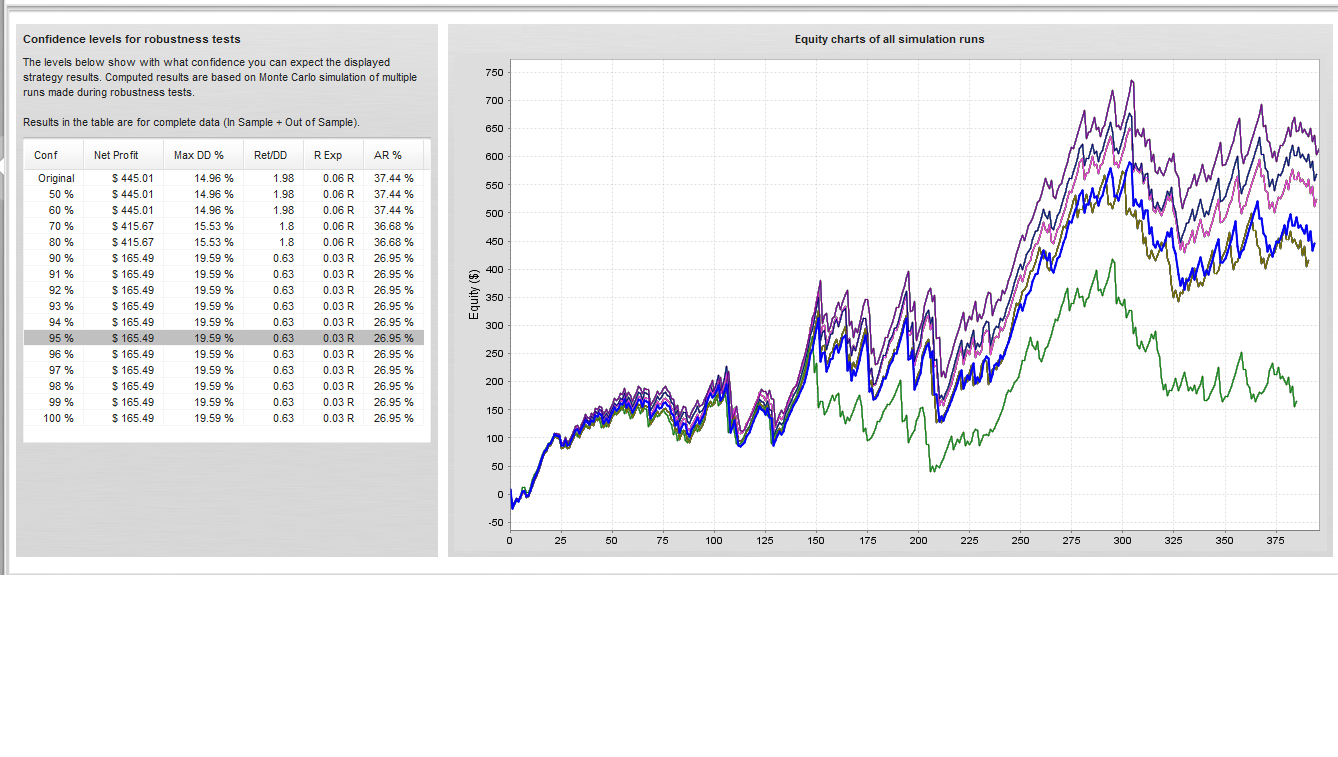 Confidence levels for robustness tests
The levels below show with what confidence you can expect the displayed
strategy results. Computed results are based on Monte Carlo simulation of multiple
runs made during robustness tests.
Results in the table are for complete data (In Sample + Out of Sample).
Conf Net Profit Max DD % Ret/DD R Exp AR %
Original $ 445.01 14.96 % 1.98 0.06 R 37.44 %
50 % $ 445.01 14.96 % 1.98 0.06 R 37.44 %
60 % $ 445.01 14.96 % 1.98 0.06 R 37.44 %
70 % $ 415.67 15.53 % 1.8 0.06 R 36.68 %
80 % $ 415.67 15.53 % 1.8 0.06 R 36.68 %
90 % $ 165.49 19.59 % 0.63 0.03 R 26.95 %
91 % $ 165.49 19.59 % 0.63 0.03 R 26.95 %
92 % $ 165.49 19.59 % 0.63 0.03 R 26.95 %
93 % $ 165.49 19.59 % 0.63 0.03 R 26.95 %
94 % $ 165.49 19.59 % 0.63 0.03 R 26.95 %
95 % $ 165.49 19.59 % 0.63 0.03 R 26.95 %
96 % $ 165.49 19.59 % 0.63 0.03 R 26.95 %
97 % $ 165.49 19.59 % 0.63 0.03 R 26.95 %
98 % $ 165.49 19.59 % 0.63 0.03 R 26.95 %
99 % $ 165.49 19.59 % 0.63 0.03 R 26.95 %
100 % $ 165.49 19.59 % 0.63 0.03 R 26.95 %
Equity charts of all simulation runs
Equity ($)
750
700
650
600
550
500
450
400
350
300
250
200
150
100
50
0
-50
0 25 50 75 100 125 150 175 200 225 250 275 300 325 350 375